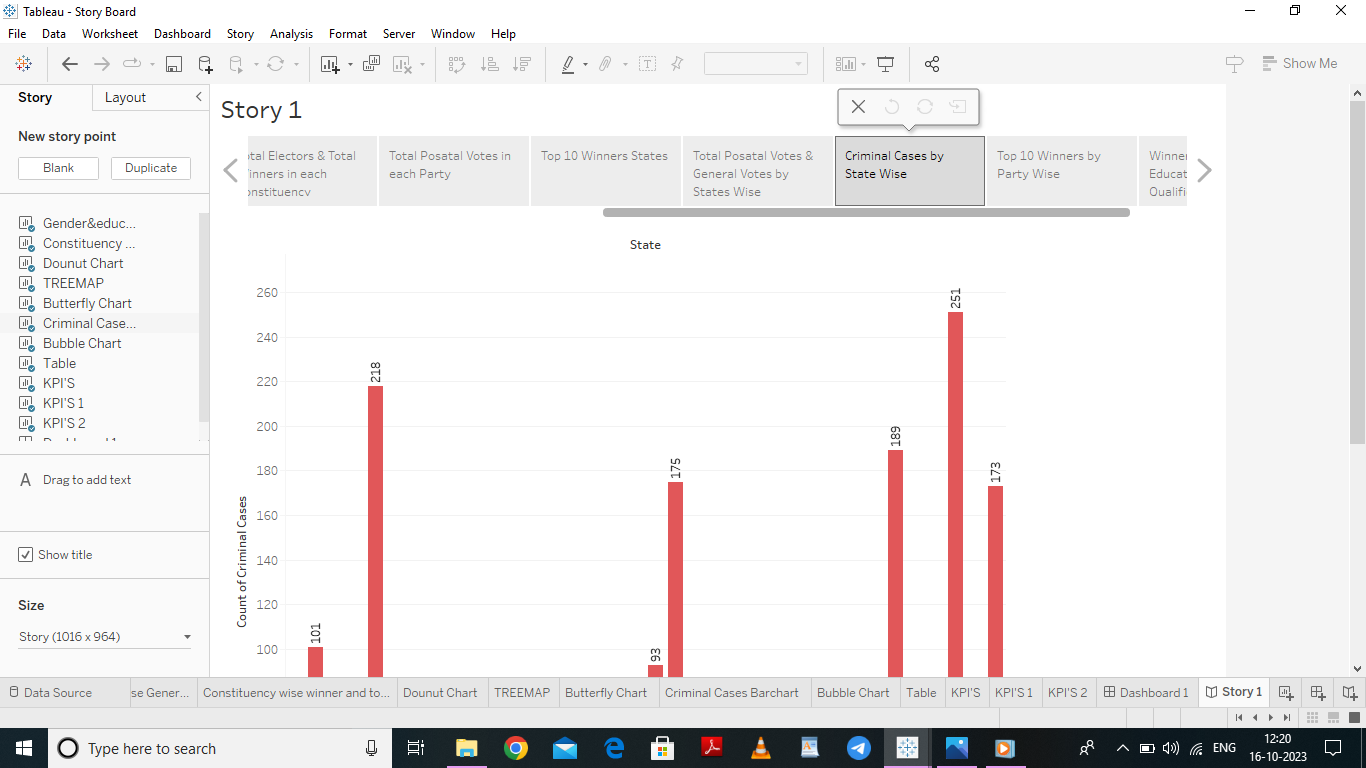 Tableau - Story Board
File Data Worksheet Dashboard Story Analysis Format Server Window Help
Show Me
Story Layout
New story point
Blank Duplicate
Gender&educ...
Constituency ...
Dounut Chart
TREEMAP
Butterfly Chart
Criminal Case...
Bubble Chart
Table
KPI'S
KPI'S 1
KPI'S 2
A Drag to add text
Show title
Size
Story (1016 x 964)
Story 1
otal Electors & Total
inners in each
onstituency
Total Posatal Votes in
each Party
Top 10 Winners States
Total Posatal Votes &
General Votes by
States Wise
Criminal Cases by
State Wise
Top 10 Winners by
Party Wise
Winner
Educat
Qualifi
State
Count of Criminal Cases
260
240
220
200
180
160
140
120
100
101
218
93
175
189
251
173
Data Source se Gener... Constituency wise winner and to... Dounut Chart TREEMAP Butterfly Chart Criminal Cases Barchart Bubble Chart Table KPI'S KPI'S 1 KPI'S 2 Dashboard 1 Story 1
Type here to search
ENG
12:20
16-10-2023